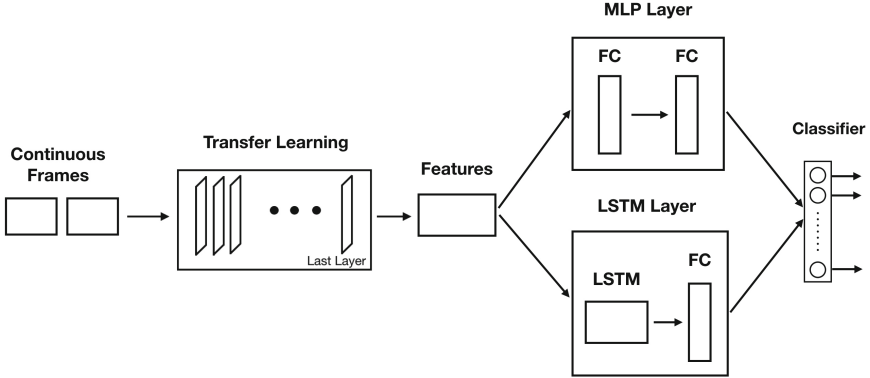 MLP Layer
FC FC
Classifier
Transfer Learning
Continuous
Frames
Features
Last Layer
LSTM Layer
FC
LSTM